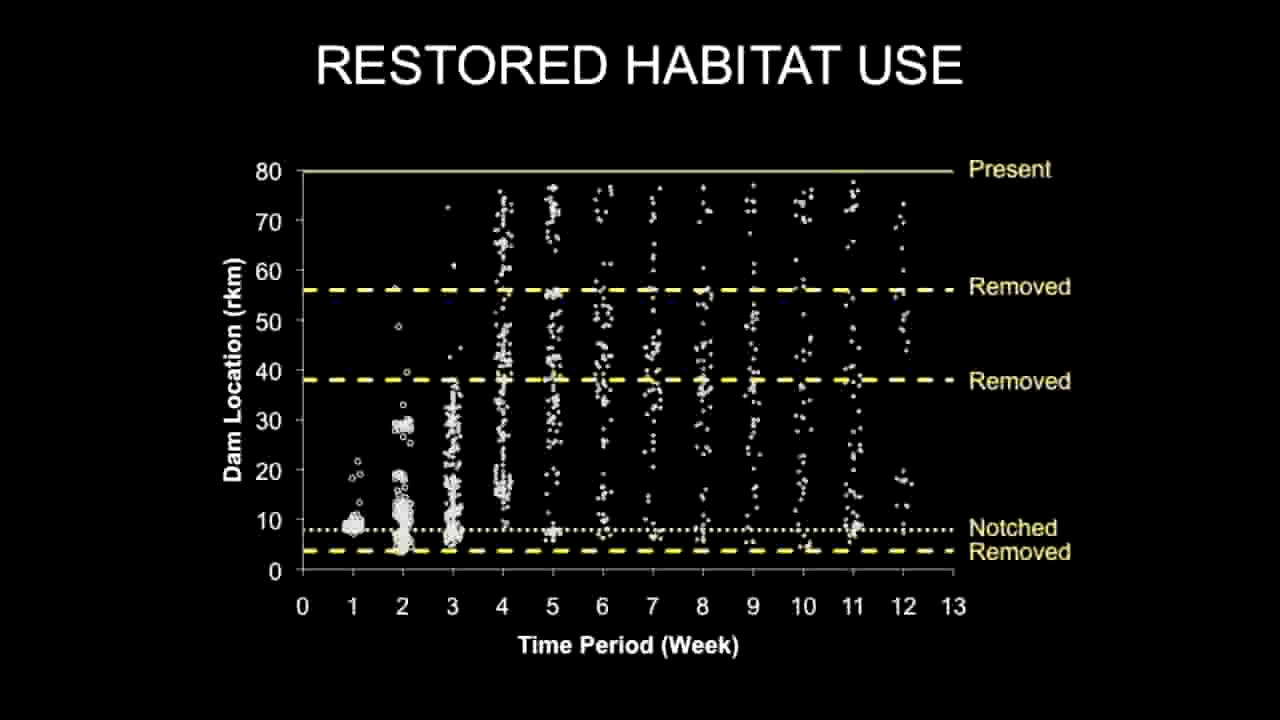 RESTORED HABITAT USE
80
70
60
50
40
30
20
10
0
Dam Location (rkm)
Present
Removed
Removed
Notched
Removed
0 1 2 3 4 5 6 7 8 9 10 11 12 13
Time Period (Week)